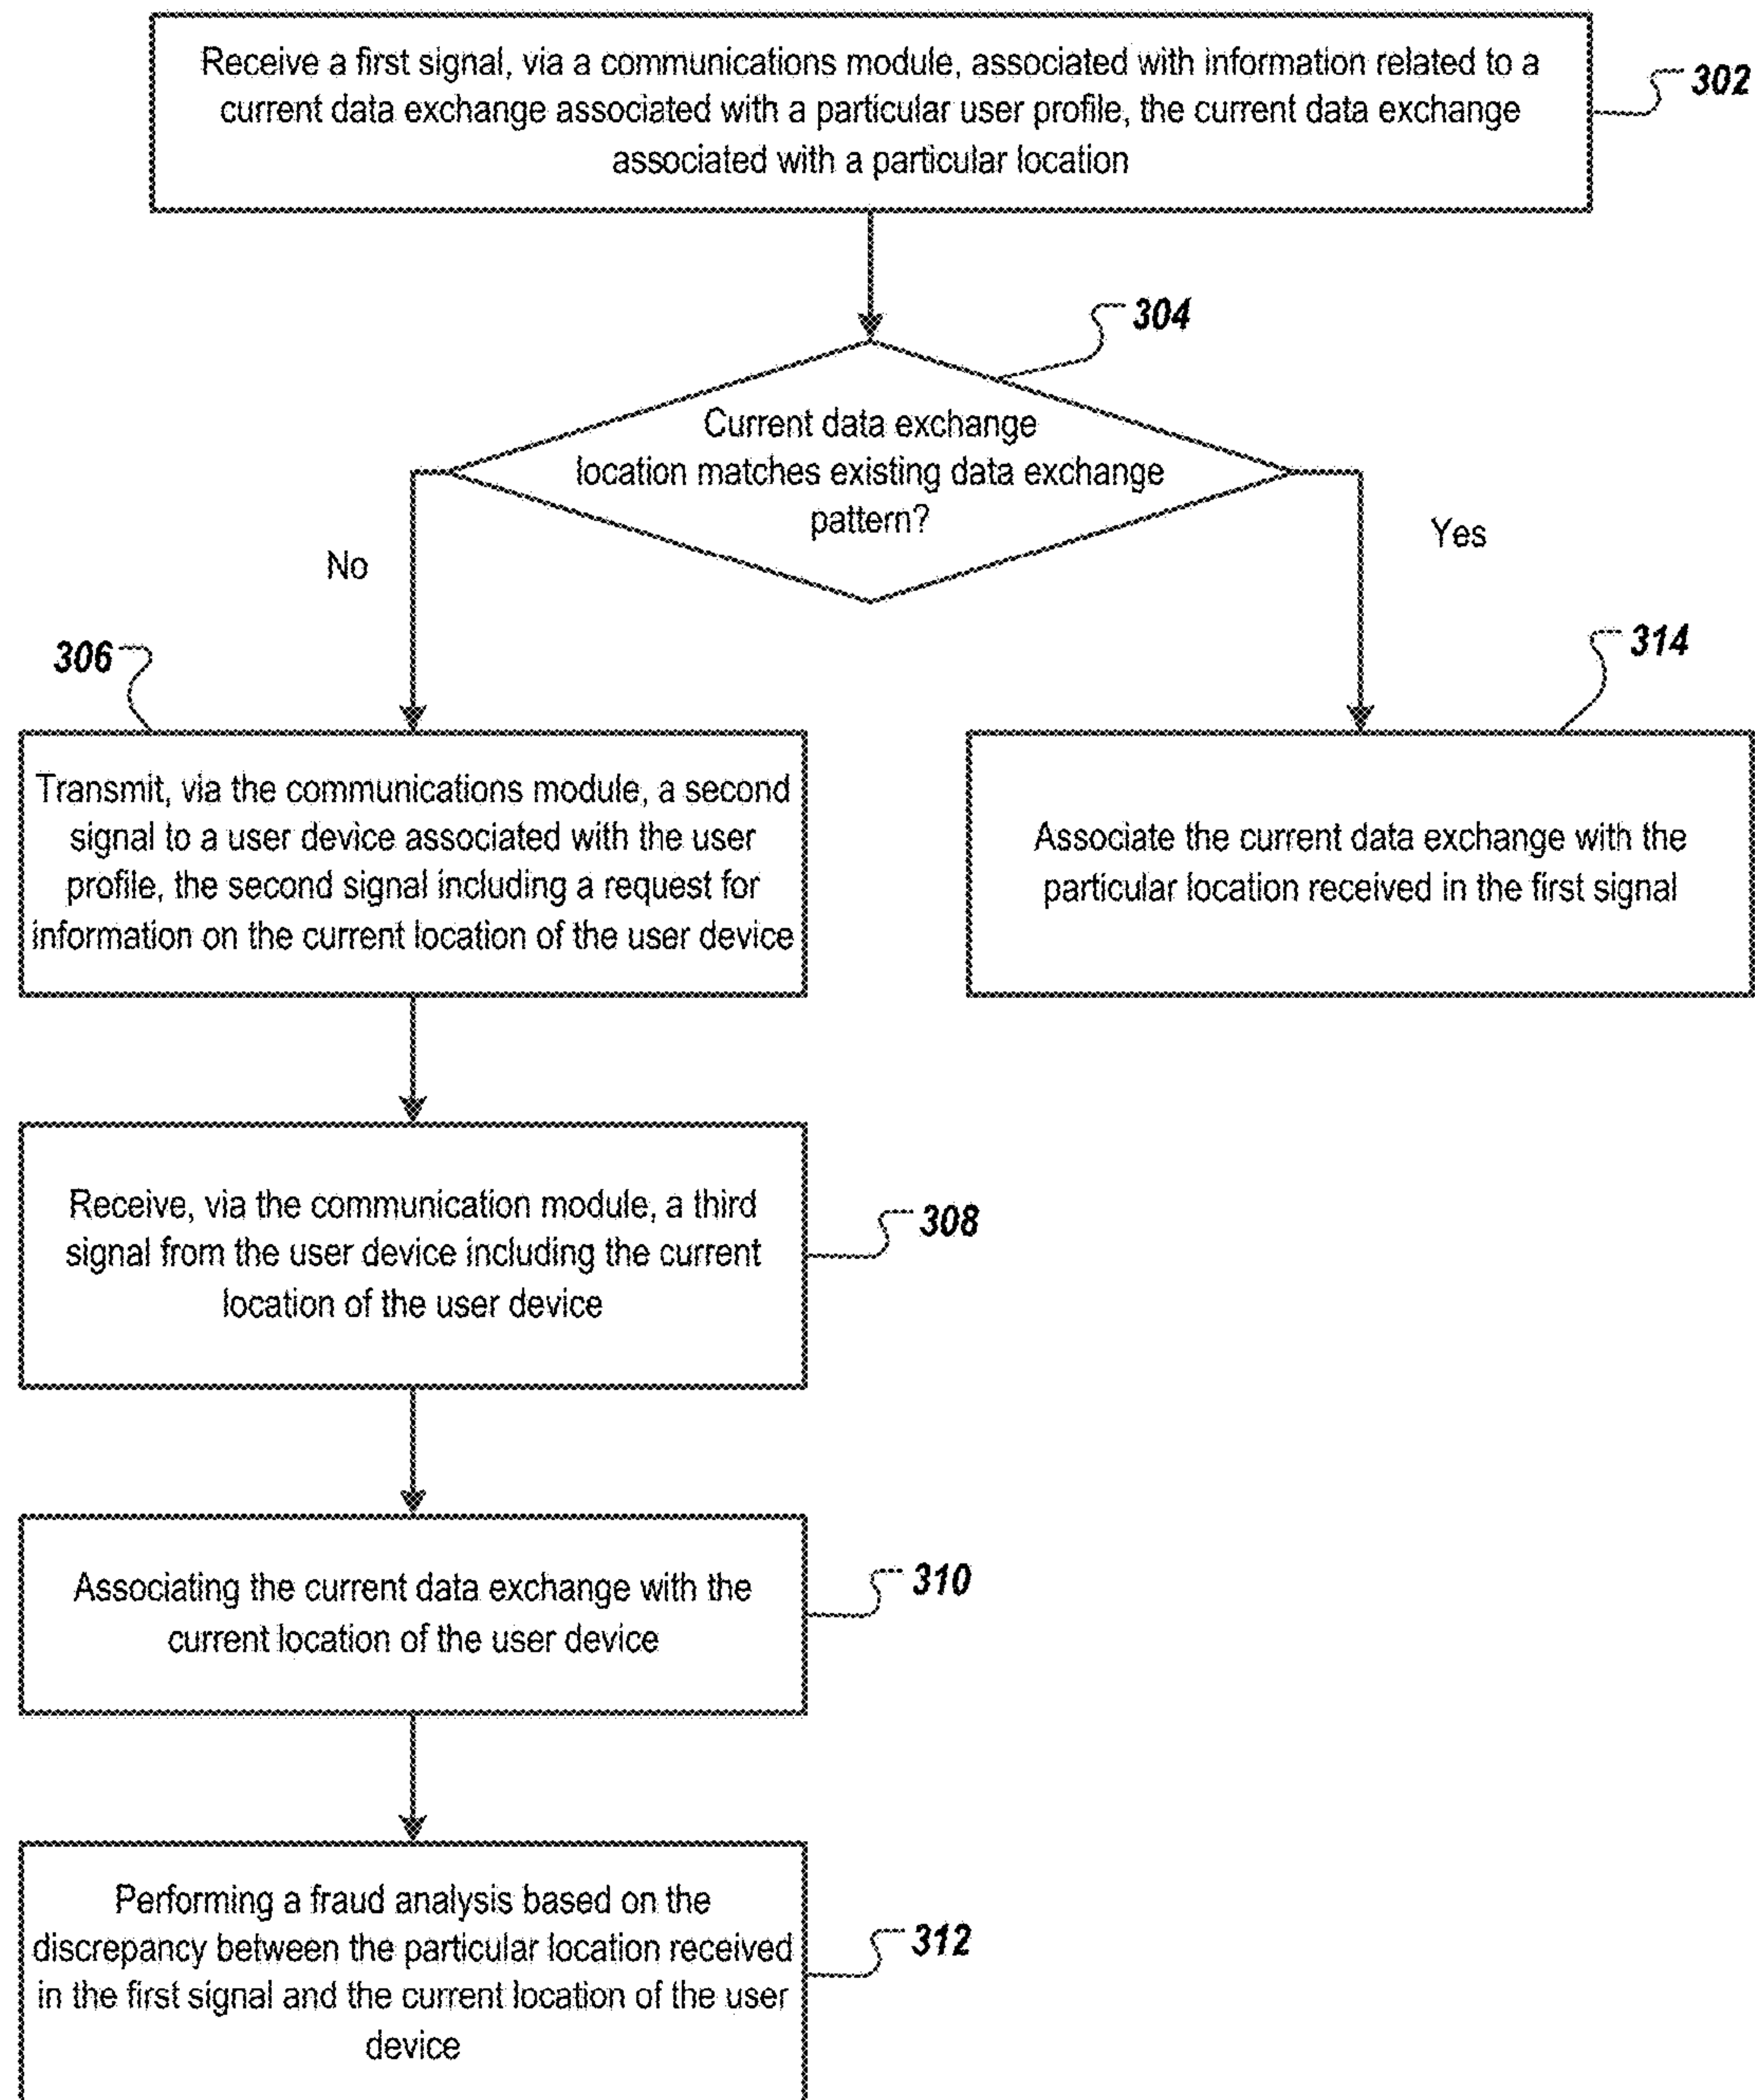 Receive a first signal, via a communications module, associated with information related to a
current data exchange associated with a particular user profile, the current data exchange
associated with a particular location
302
304
Current data exchange
location matches existing data exchange
pattern?
No
Yes
306
314
Transmit, via the communications module, a second
signal to a user device associated with the user
profile, the second signal including a request for
information on the current location of the user device
Associate the current data exchange with the
particular location received in the first signal
Receive, via the communication module, a third
signal from the user device including the current
location of the user device
308
Associating the current data exchange with the
current location of the user device
310
Performing a fraud analysis based on the
discrepancy between the particular location received
in the first signal and the current location of the user
device
312